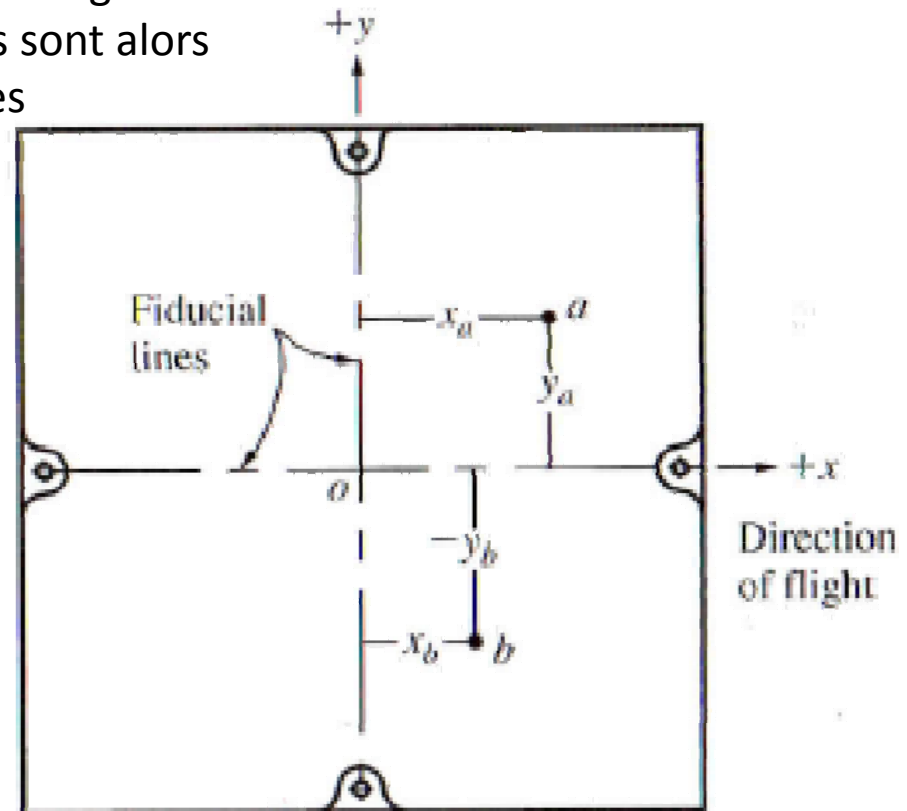 s sont alors
es
+y
Fiducial
lines
x_a
a
y_a
o
+x
−y_b
Direction
of flight
x_b
b